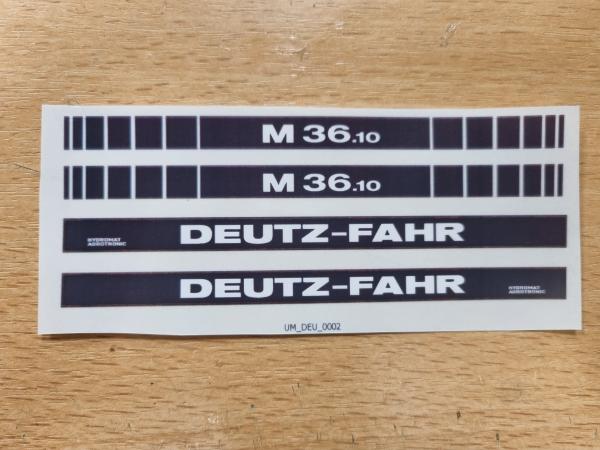 M 36.10
M 36.10
DEUTZ-FAHR
HYDROMAT
AGROTRONIC
DEUTZ-FAHR
HYDROMAT
AGROTRONIC
UM_DEU_0002